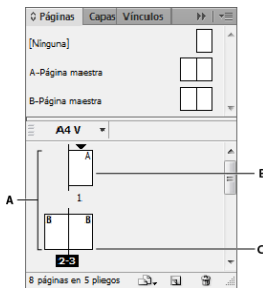 Páginas Capas Vínculos
[Ninguna]
A-Página maestra
B-Página maestra
A4 V
A
1
B B
2-3
A
B
C
8 páginas en 5 pliegos